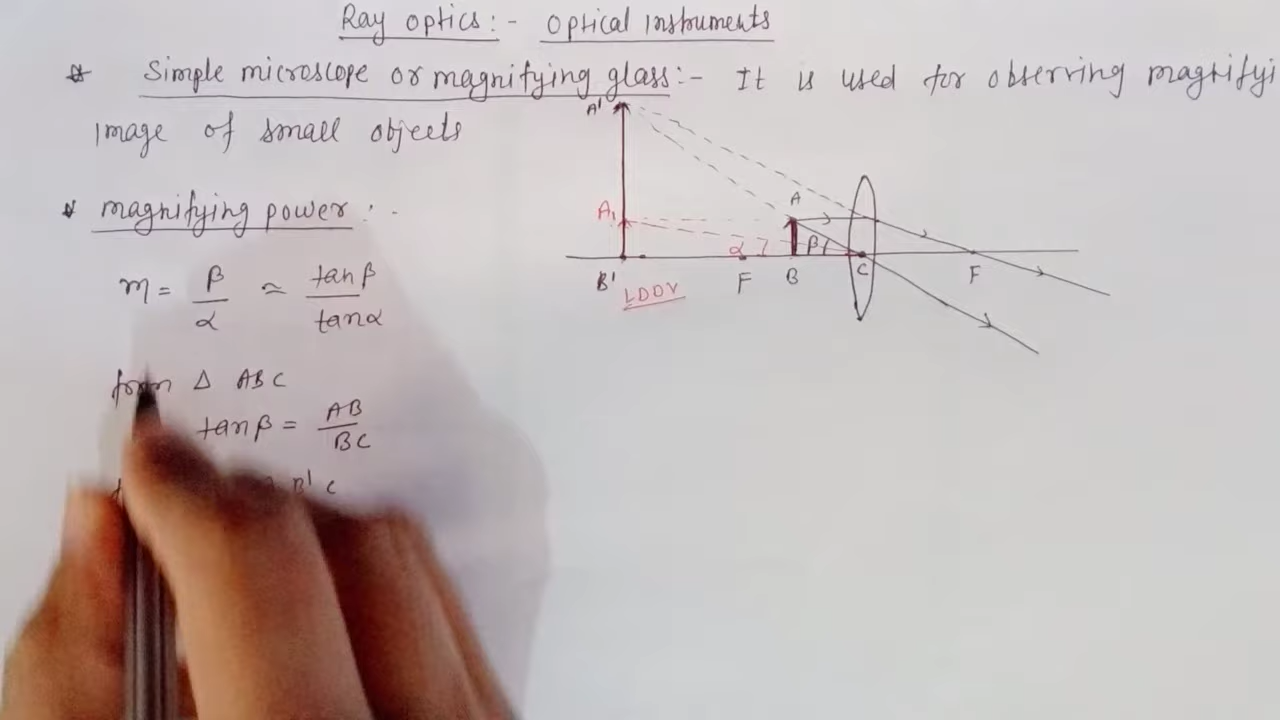 Ray optics:- Optical Instruments
* Simple microscope or magnifying glass:- It is used for observing magnifyi
image of small objects
* magnifying power:-
m = β/α ≈ tanβ/tanα
from Δ ABC
tanβ = AB/BC
B' C
A'
A₁
B'
LDDV
F
α
A
B
β
C
F